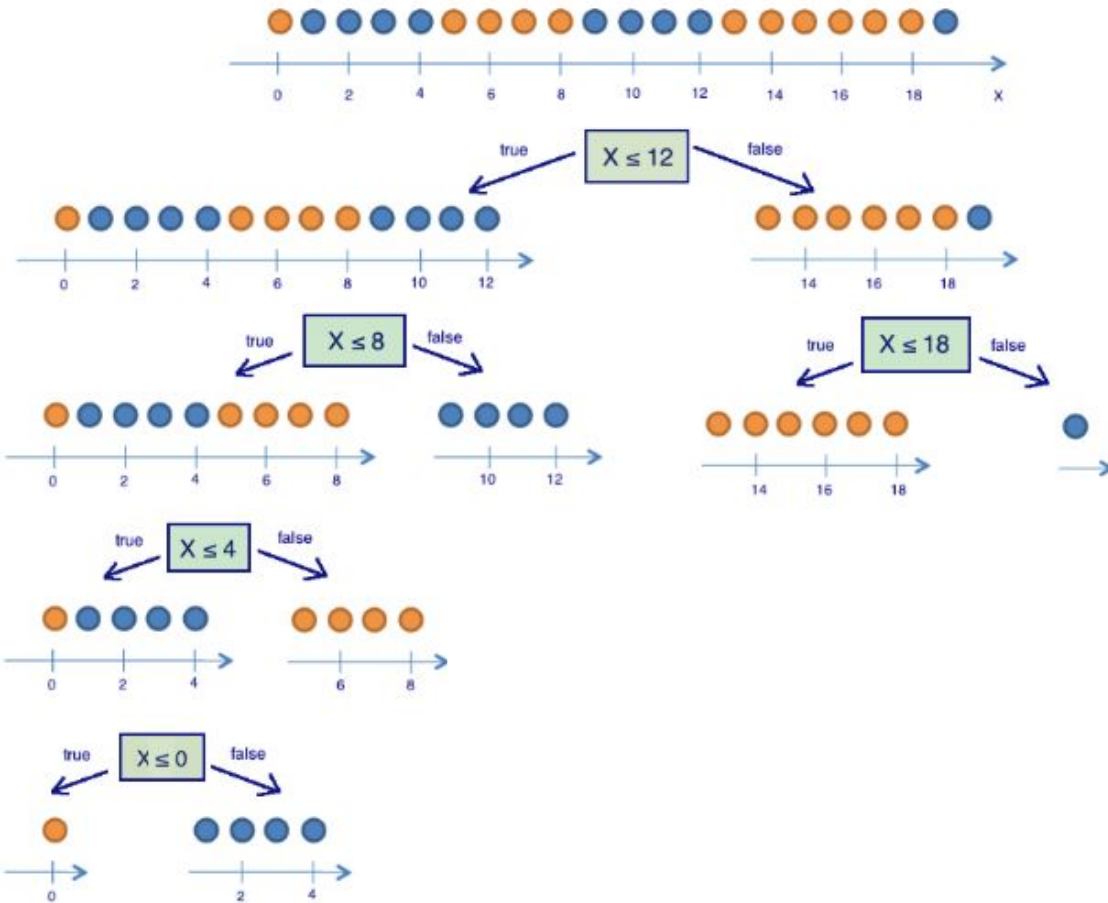 0 2 4 6 8 10 12 14 16 18 X
true X ≤ 12 false
0 2 4 6 8 10 12
14 16 18
true X ≤ 8 false
true X ≤ 18 false
0 2 4 6 8
10 12
14 16 18
true X ≤ 4 false
0 2 4
6 8
true X ≤ 0 false
0
2 4